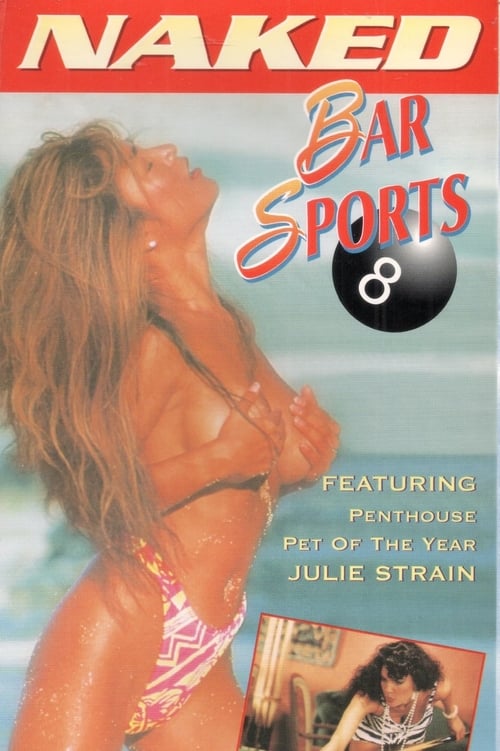 NAKED
BAR
SPORTS
8
FEATURING
PENTHOUSE
PET OF THE YEAR
JULIE STRAIN